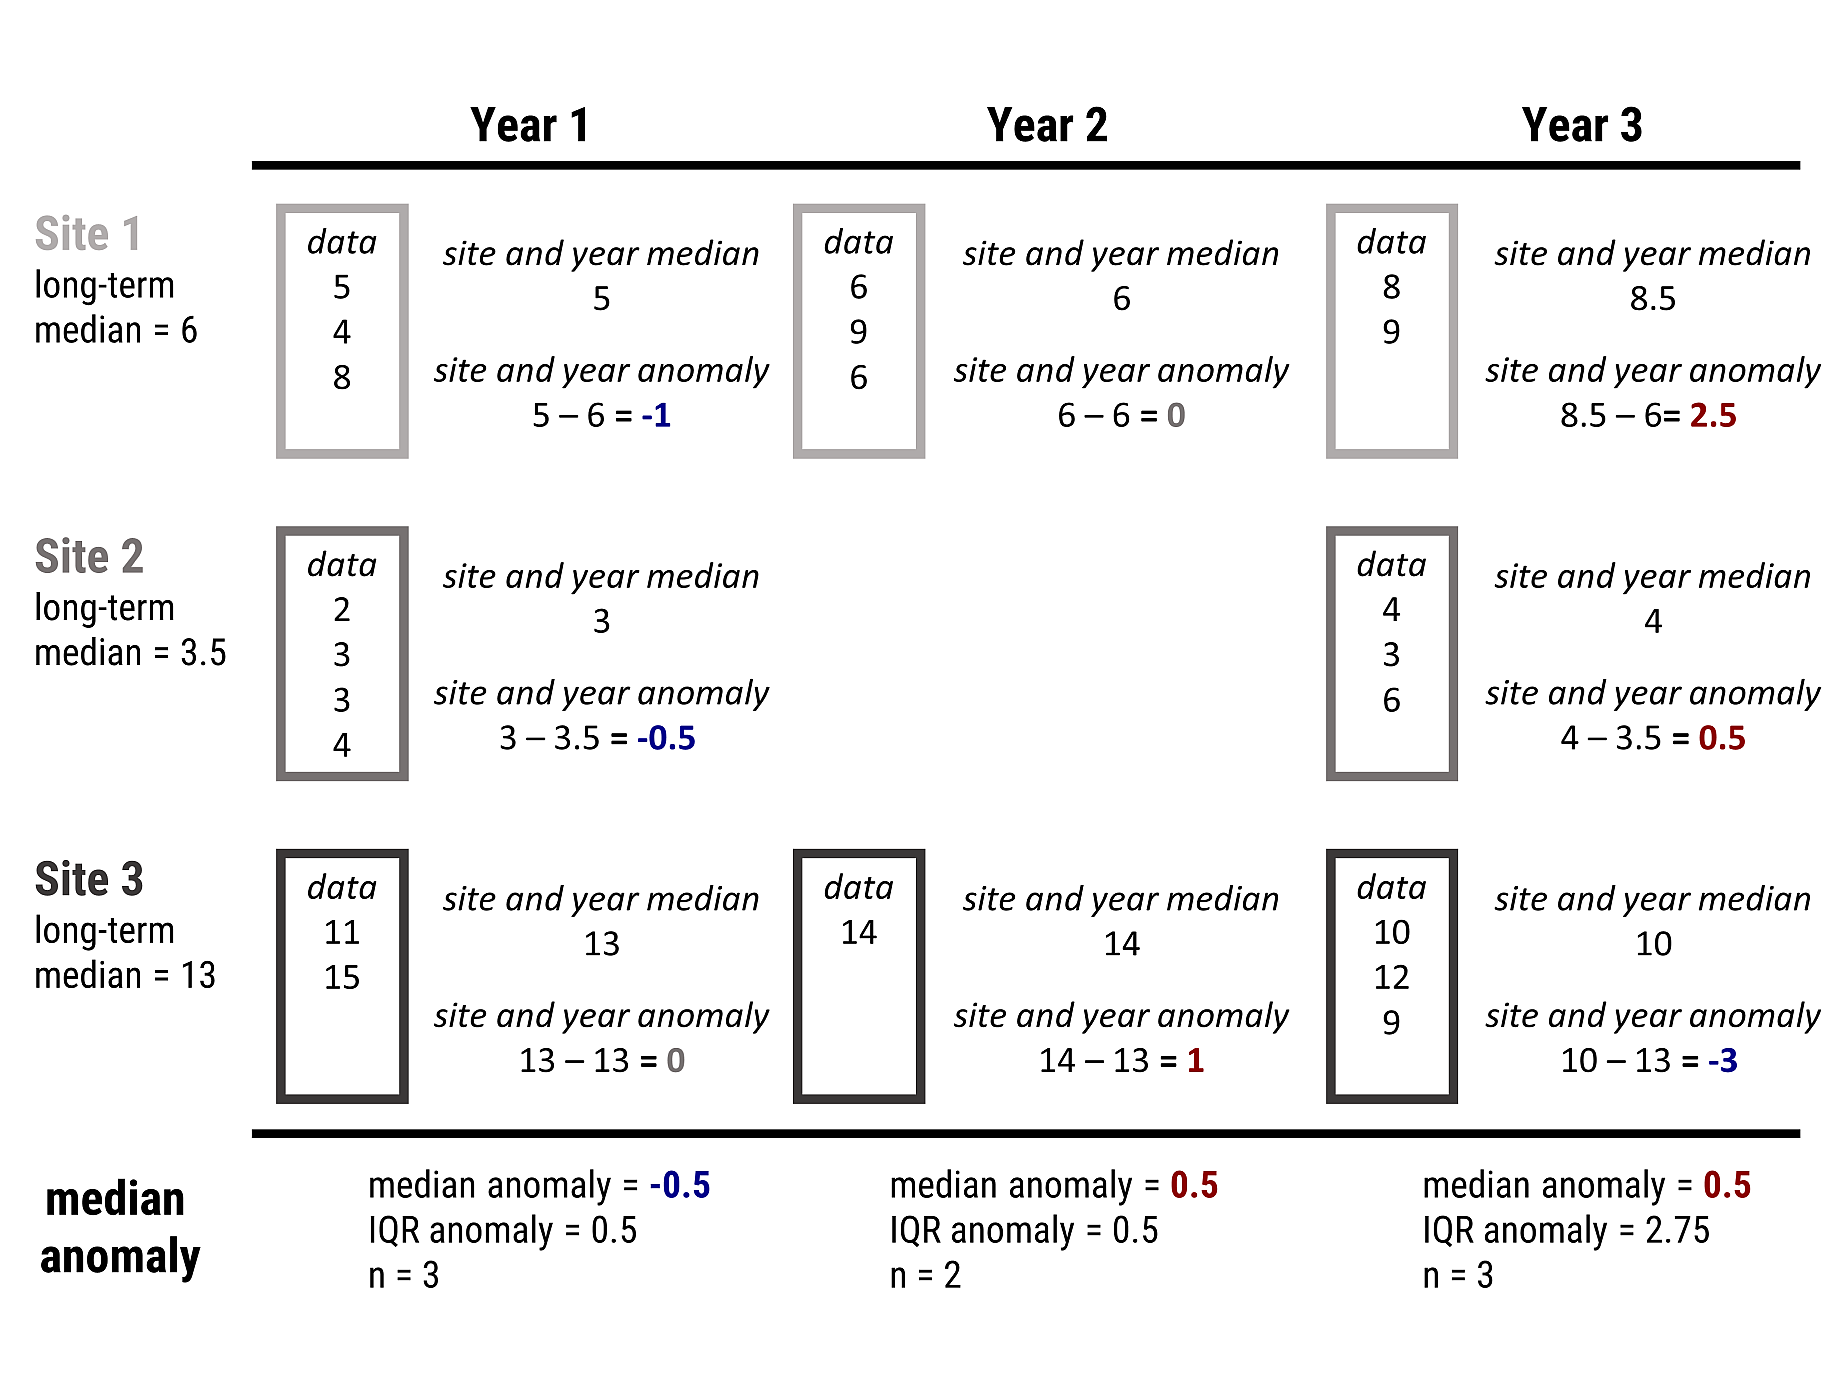 Year 1
Year 2
Year 3
Site 1
long-term
median = 6
data
5
4
8
site and year median
5
site and year anomaly
5 – 6 = -1
data
6
9
6
site and year median
6
site and year anomaly
6 – 6 = 0
data
8
9
site and year median
8.5
site and year anomaly
8.5 – 6= 2.5
Site 2
long-term
median = 3.5
data
2
3
3
4
site and year median
3
site and year anomaly
3 – 3.5 = -0.5
data
4
3
6
site and year median
4
site and year anomaly
4 – 3.5 = 0.5
Site 3
long-term
median = 13
data
11
15
site and year median
13
site and year anomaly
13 – 13 = 0
data
14
site and year median
14
site and year anomaly
14 – 13 = 1
data
10
12
9
site and year median
10
site and year anomaly
10 – 13 = -3
median
anomaly
median anomaly = -0.5
IQR anomaly = 0.5
n = 3
median anomaly = 0.5
IQR anomaly = 0.5
n = 2
median anomaly = 0.5
IQR anomaly = 2.75
n = 3